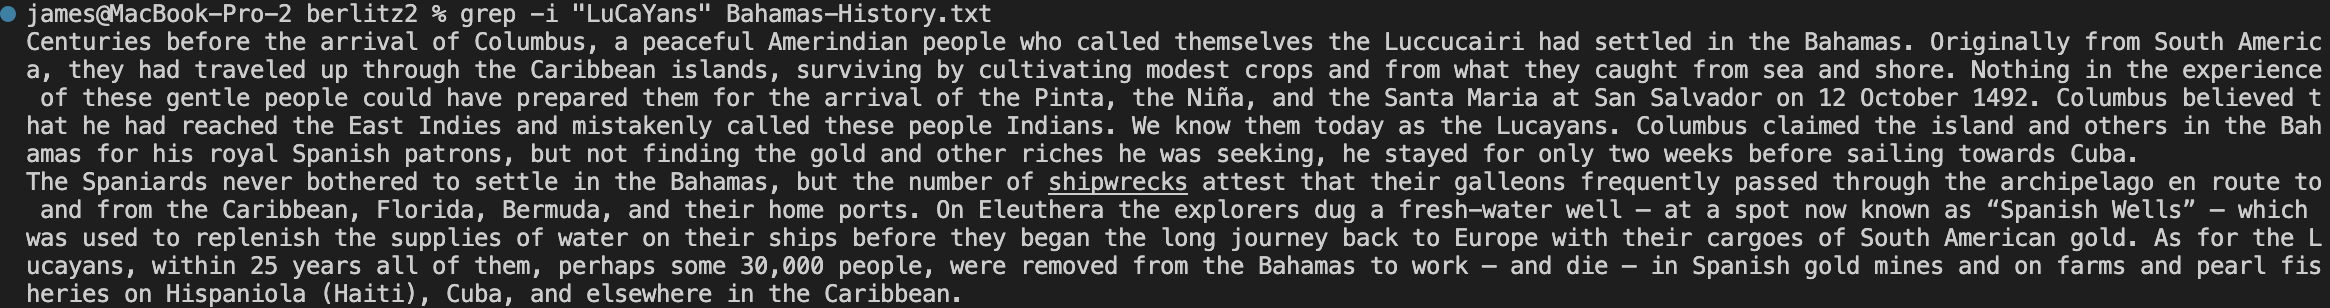 james@MacBook-Pro-2 berlitz2 % grep -i "LuCaYans" Bahamas-History.txt
Centuries before the arrival of Columbus, a peaceful Amerindian people who called themselves the Luccucairi had settled in the Bahamas. Originally from South Americ
a, they had traveled up through the Caribbean islands, surviving by cultivating modest crops and from what they caught from sea and shore. Nothing in the experience
 of these gentle people could have prepared them for the arrival of the Pinta, the Niña, and the Santa Maria at San Salvador on 12 October 1492. Columbus believed t
hat he had reached the East Indies and mistakenly called these people Indians. We know them today as the Lucayans. Columbus claimed the island and others in the Bah
amas for his royal Spanish patrons, but not finding the gold and other riches he was seeking, he stayed for only two weeks before sailing towards Cuba.
The Spaniards never bothered to settle in the Bahamas, but the number of shipwrecks attest that their galleons frequently passed through the archipelago en route to
 and from the Caribbean, Florida, Bermuda, and their home ports. On Eleuthera the explorers dug a fresh-water well — at a spot now known as “Spanish Wells” — which 
was used to replenish the supplies of water on their ships before they began the long journey back to Europe with their cargoes of South American gold. As for the L
ucayans, within 25 years all of them, perhaps some 30,000 people, were removed from the Bahamas to work — and die — in Spanish gold mines and on farms and pearl fis
heries on Hispaniola (Haiti), Cuba, and elsewhere in the Caribbean.